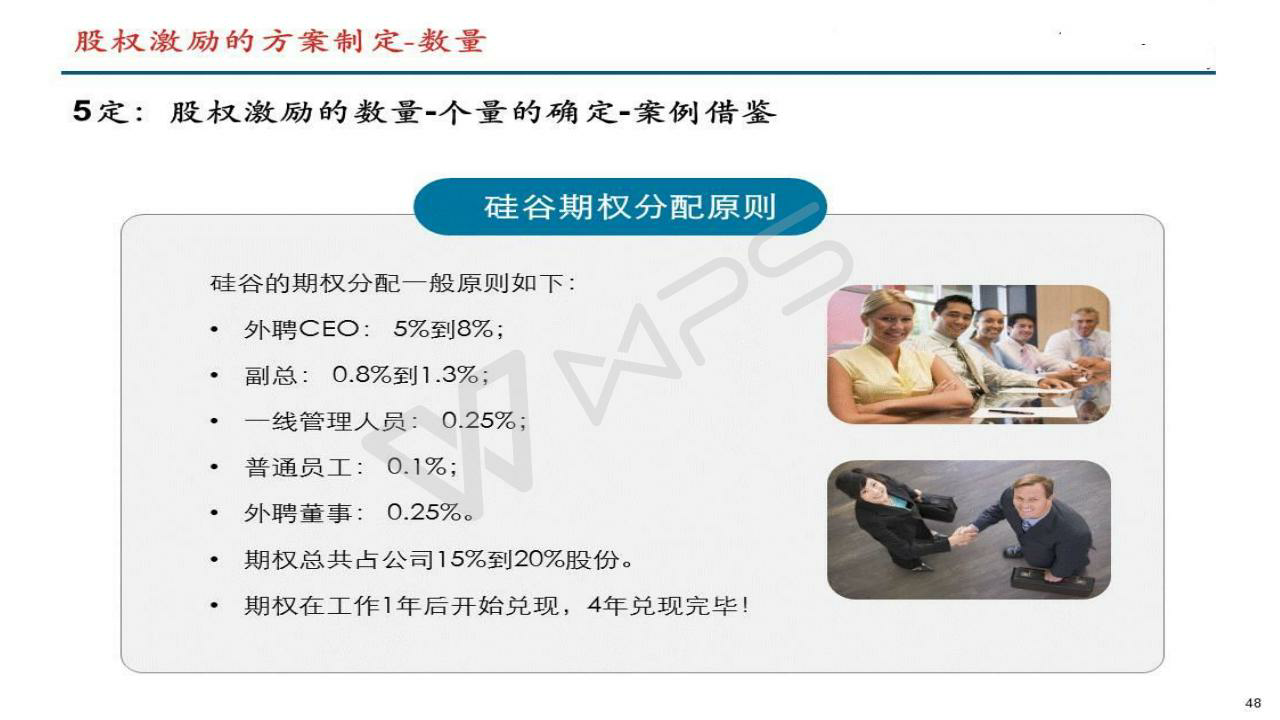 股权激励的方案制定-数量
5定：股权激励的数量-个量的确定-案例借鉴
硅谷期权分配原则
硅谷的期权分配一般原则如下：
• 外聘CEO： 5%到8%；
• 副总： 0.8%到1.3%；
• 一线管理人员： 0.25%；
• 普通员工： 0.1%；
• 外聘董事： 0.25%。
• 期权总共占公司15%到20%股份。
• 期权在工作1年后开始兑现，4年兑现完毕！
WPS
48